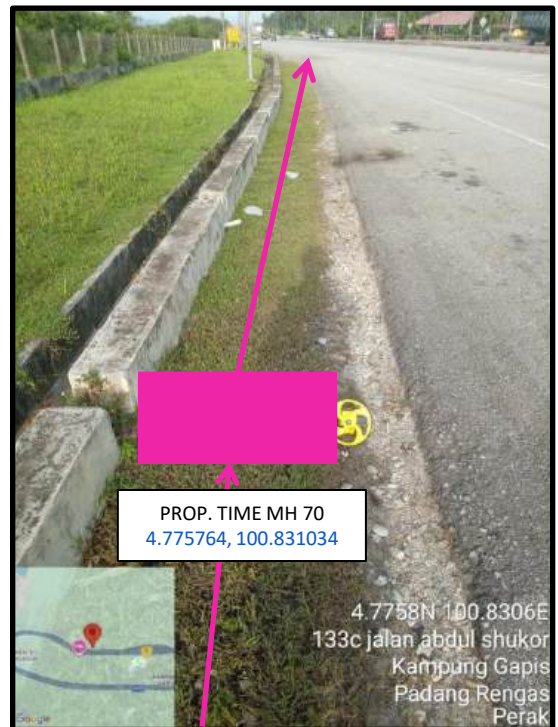 PROP. TIME MH 70
4.775764, 100.831034
4.7758N 100.8306E
133c jalan abdul shukor
Kampung Gapis
Padang Rengas
Perak
Google